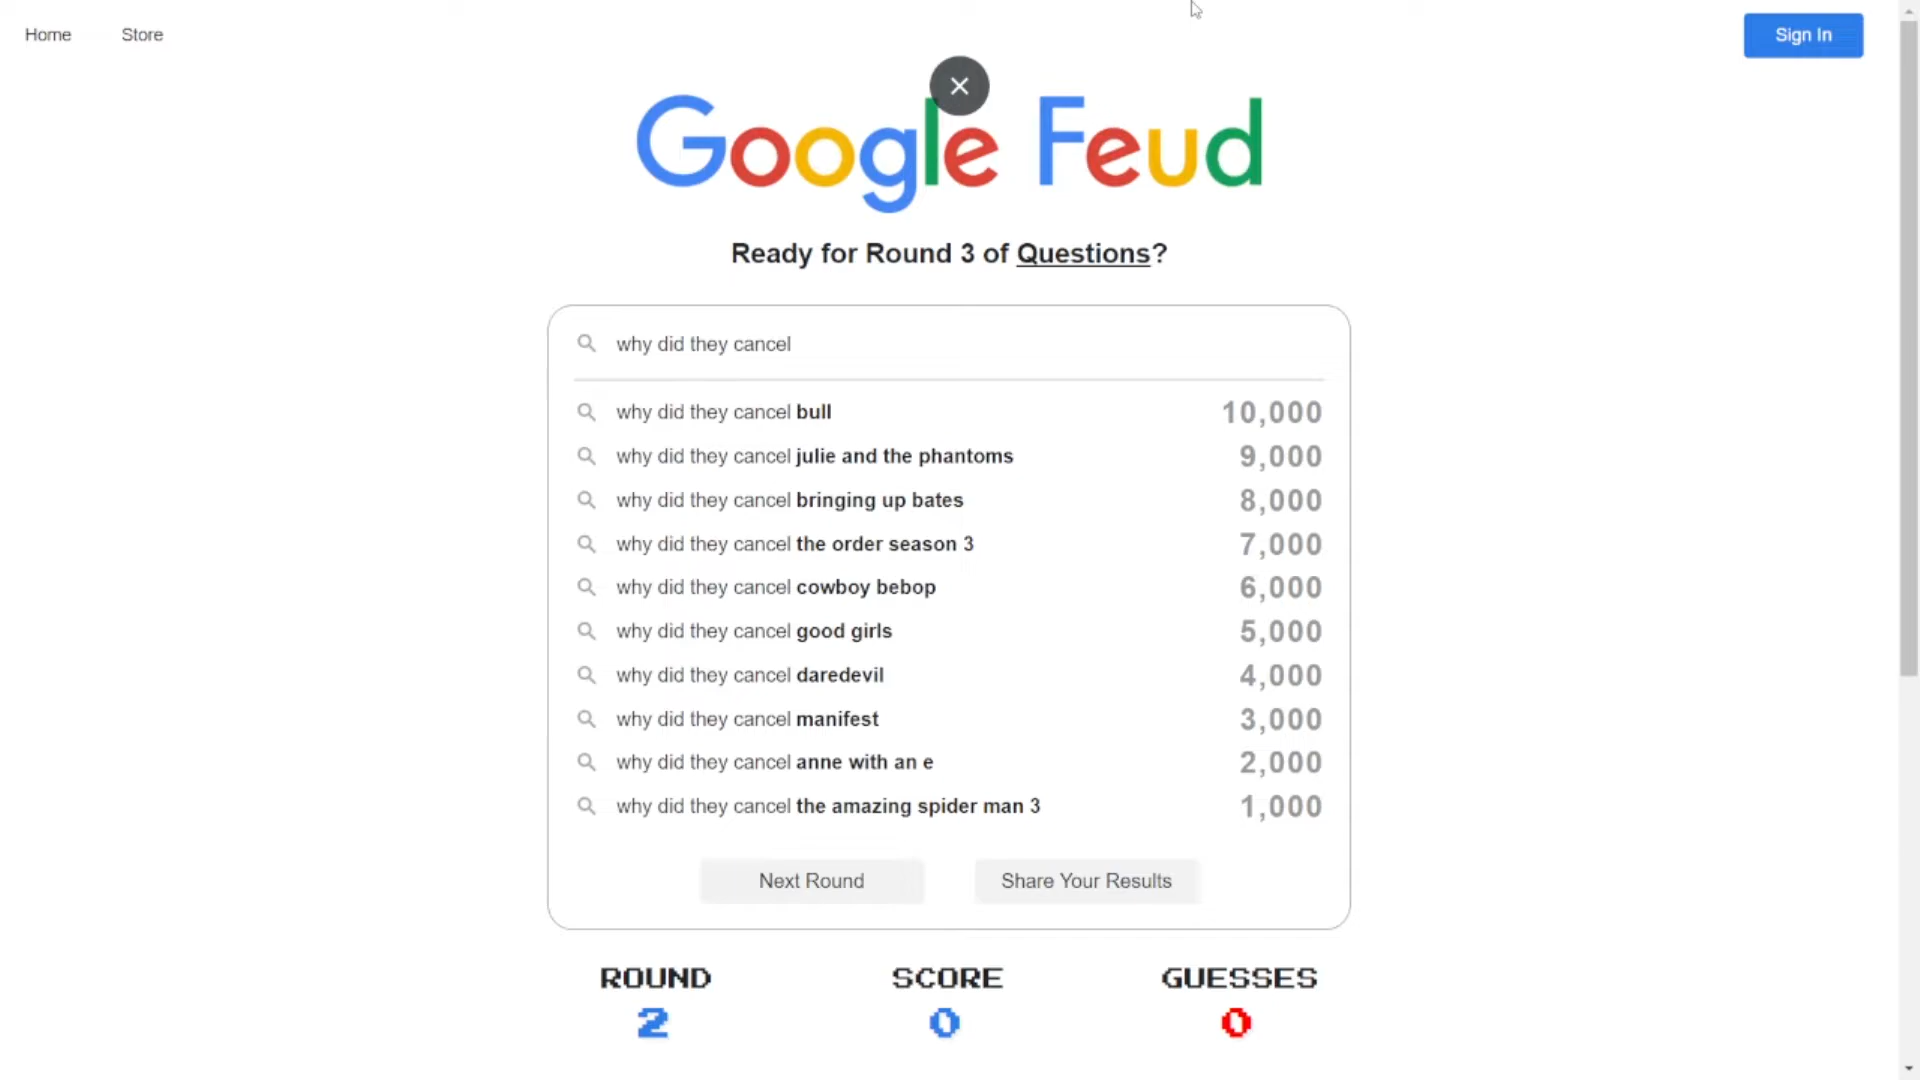 Home Store Sign In
Google Feud
Ready for Round 3 of Questions?
why did they cancel
why did they cancel bull 10,000
why did they cancel julie and the phantoms 9,000
why did they cancel bringing up bates 8,000
why did they cancel the order season 3 7,000
why did they cancel cowboy bebop 6,000
why did they cancel good girls 5,000
why did they cancel daredevil 4,000
why did they cancel manifest 3,000
why did they cancel anne with an e 2,000
why did they cancel the amazing spider man 3 1,000
Next Round Share Your Results
ROUND SCORE GUESSES
2 0 0